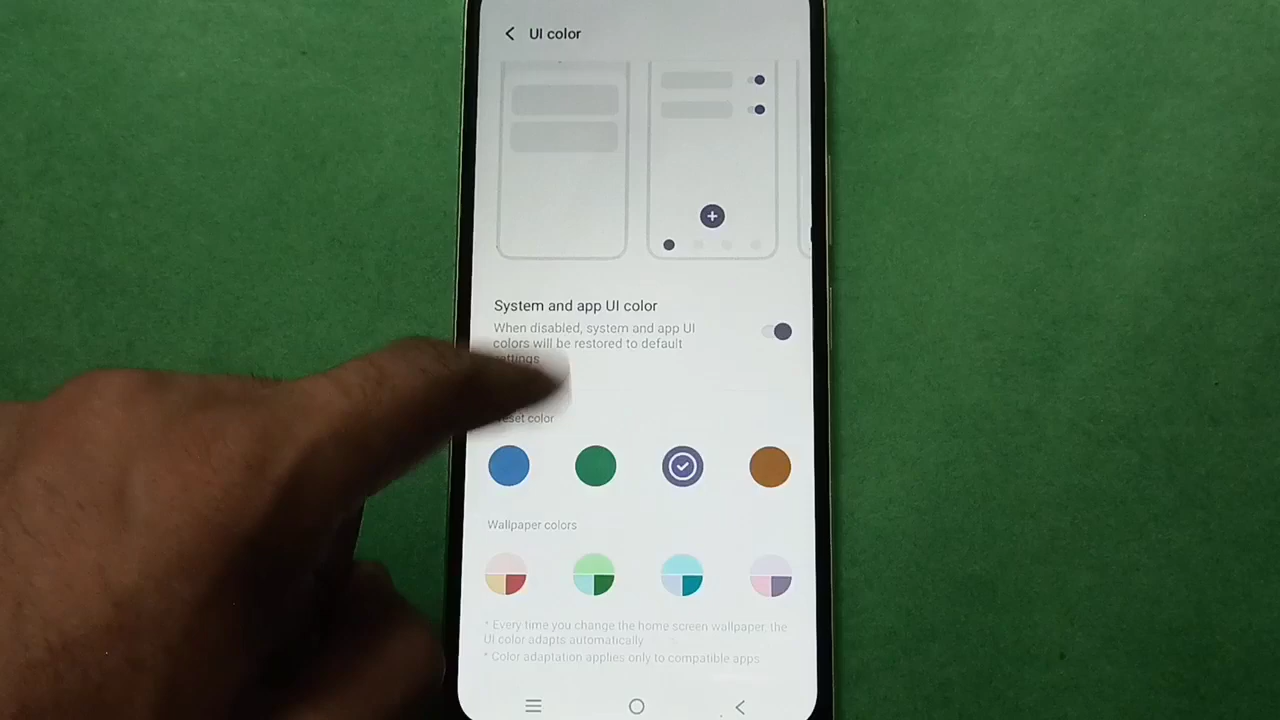 UI color
System and app UI color
When disabled, system and app UI
colors will be restored to default
settings
color
Wallpaper colors
* Every time you change the home screen wallpaper, the
UI color adapts automatically
* Color adaptation applies only to compatible apps